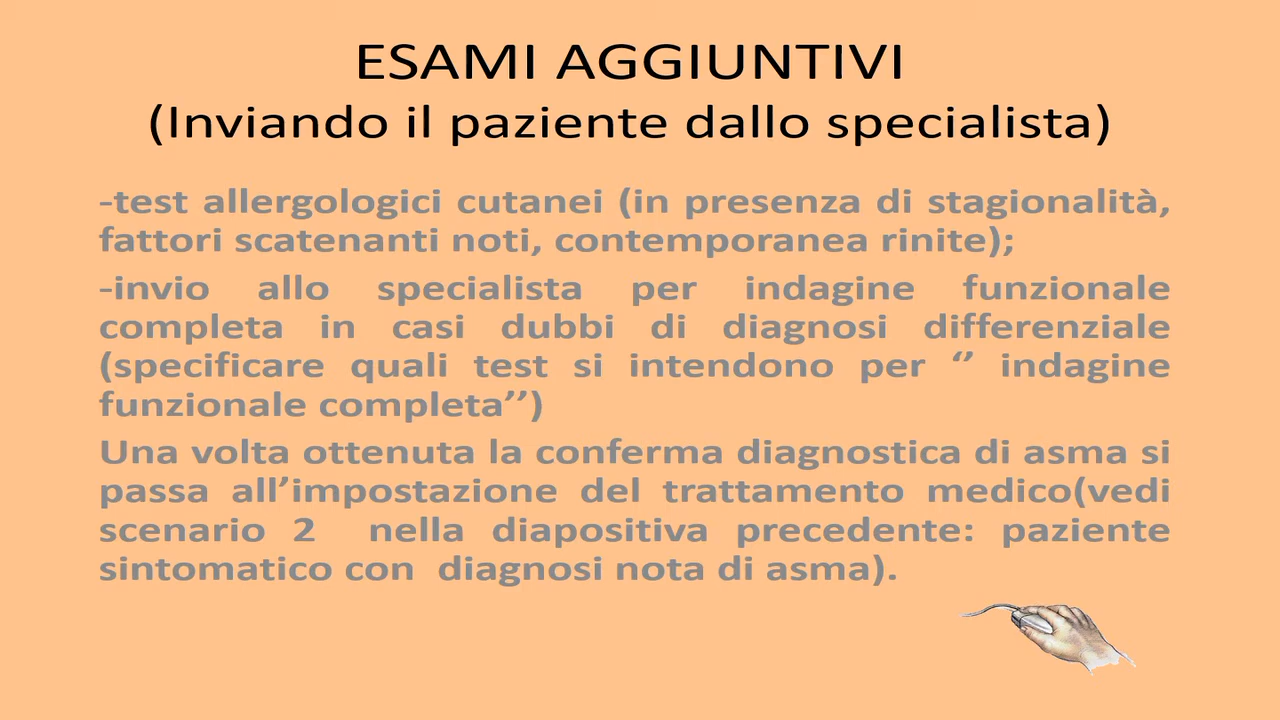 ESAMI AGGIUNTIVI
(Inviando il paziente dallo specialista)
-test allergologici cutanei (in presenza di stagionalità,
fattori scatenanti noti, contemporanea rinite);
-invio allo specialista per indagine funzionale
completa in casi dubbi di diagnosi differenziale
(specificare quali test si intendono per ‘’ indagine
funzionale completa’’)
Una volta ottenuta la conferma diagnostica di asma si
passa all’impostazione del trattamento medico(vedi
scenario 2  nella diapositiva precedente: paziente
sintomatico con  diagnosi nota di asma).